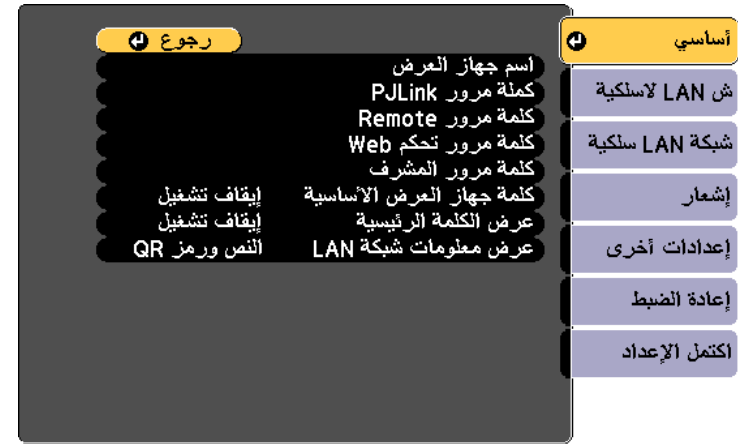 أساسي
ش LAN لاسلكية
شبكة LAN سلكية
إشعار
إعدادات أخرى
إعادة الضبط
اكتمل الإعداد
رجوع
اسم جهاز العرض
كملة مرور PJLink
كلمة مرور Remote
كلمة مرور تحكم Web
كلمة مرور المشرف
كلمة جهاز العرض الأساسية إيقاف تشغيل
عرض الكلمة الرئيسية إيقاف تشغيل
عرض معلومات شبكة LAN النص ورمز QR